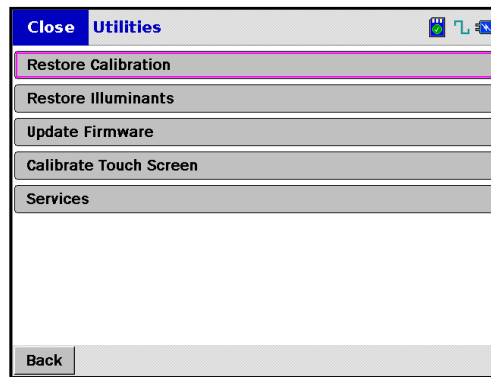 Close Utilities
Restore Calibration
Restore Illuminants
Update Firmware
Calibrate Touch Screen
Services
Back